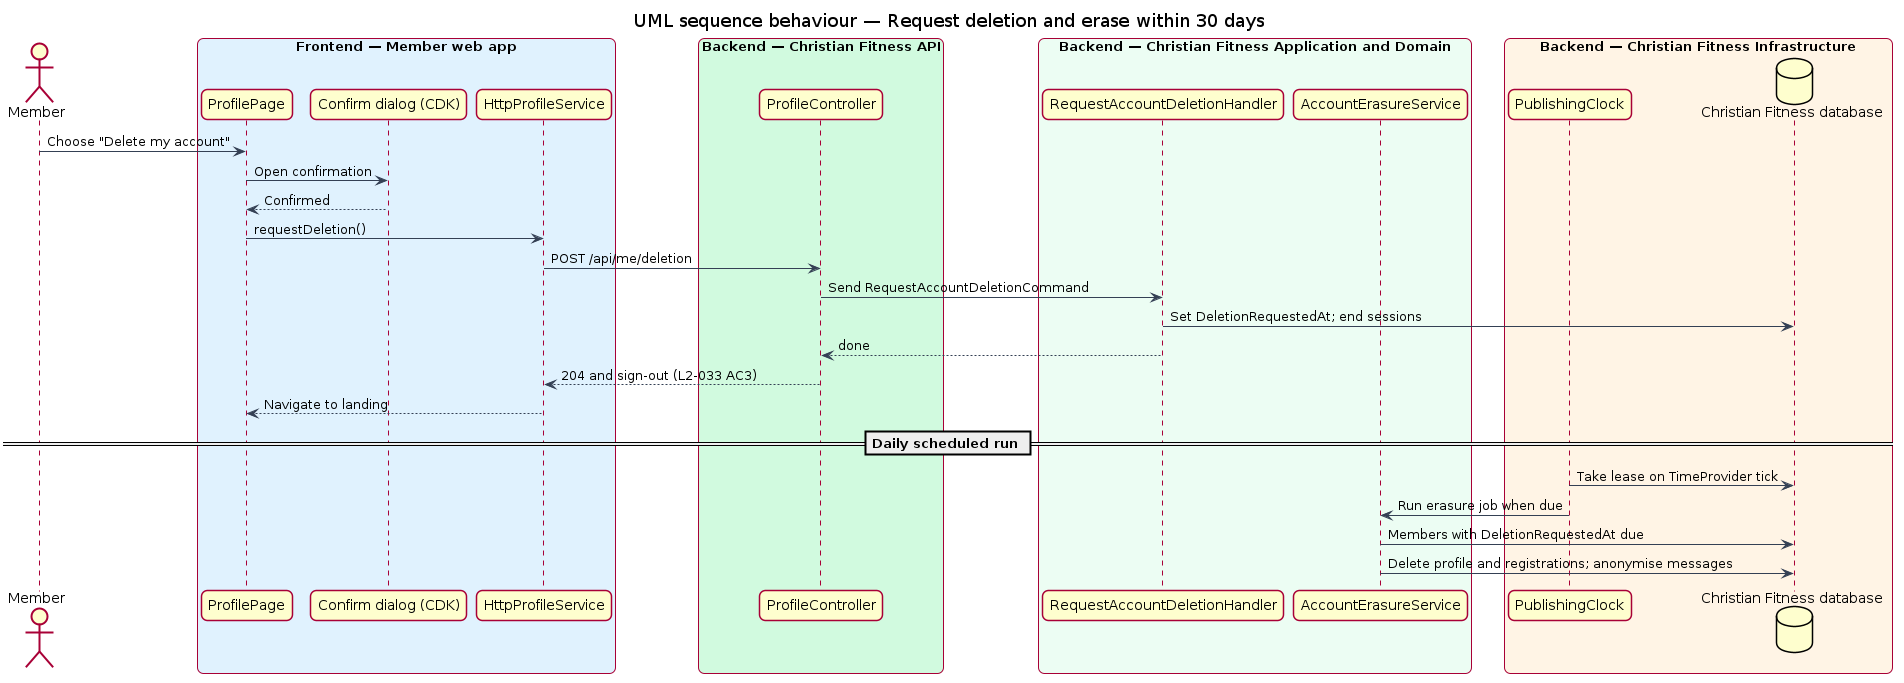 UML sequence behaviour — Request deletion and erase within 30 days
Frontend — Member web app
Backend — Christian Fitness API
Backend — Christian Fitness Application and Domain
Backend — Christian Fitness Infrastructure
Member
ProfilePage
Confirm dialog (CDK)
HttpProfileService
ProfileController
RequestAccountDeletionHandler
AccountErasureService
PublishingClock
Christian Fitness database
Choose "Delete my account"
Open confirmation
Confirmed
requestDeletion()
POST /api/me/deletion
Send RequestAccountDeletionCommand
Set DeletionRequestedAt; end sessions
done
204 and sign-out (L2-033 AC3)
Navigate to landing
Daily scheduled run
Take lease on TimeProvider tick
Run erasure job when due
Members with DeletionRequestedAt due
Delete profile and registrations; anonymise messages
Member
ProfilePage
Confirm dialog (CDK)
HttpProfileService
ProfileController
RequestAccountDeletionHandler
AccountErasureService
PublishingClock
Christian Fitness database